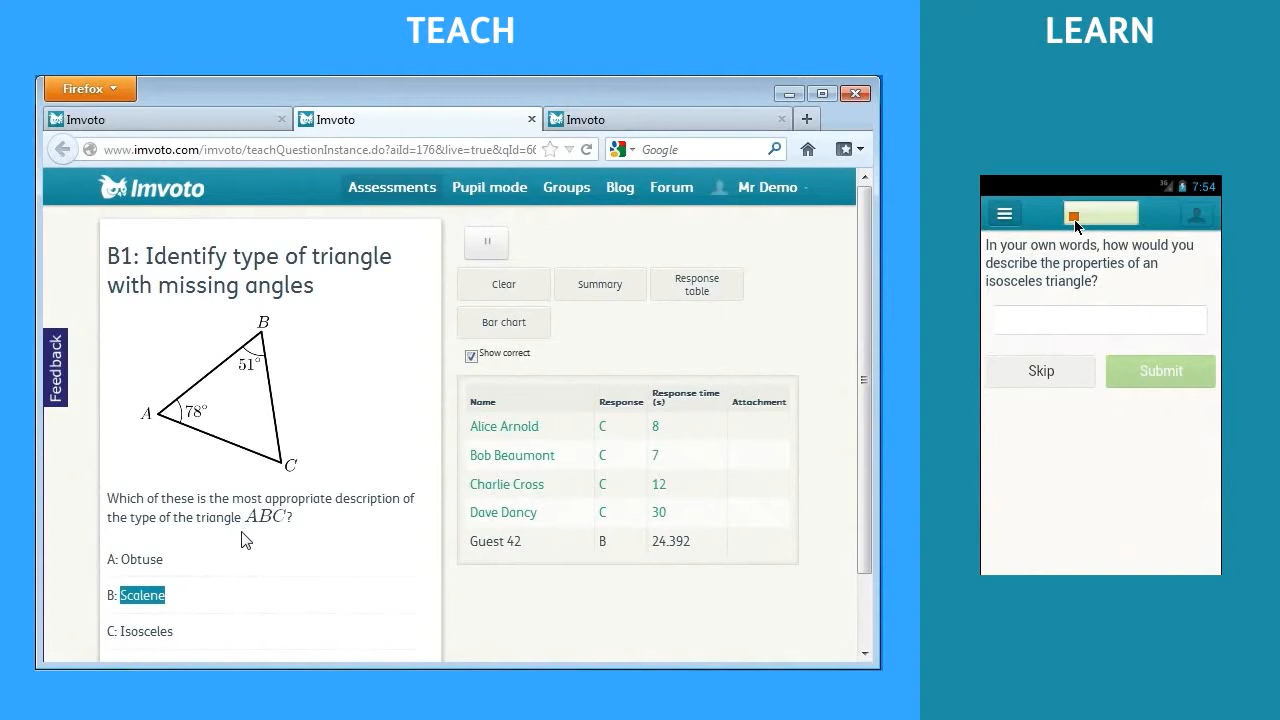 TEACH
LEARN
Firefox
Imvoto
Imvoto
Imvoto
www.imvoto.com/imvoto/teachQuestionInstance.do?aiId=176&live=true&qId=6
Google
Imvoto
Assessments
Pupil mode
Groups
Blog
Forum
Mr Demo
B1: Identify type of triangle
with missing angles
B
51°
A
78°
C
Which of these is the most appropriate description of
the type of the triangle ABC?
A: Obtuse
B: Scalene
C: Isosceles
Feedback
Clear
Summary
Response
table
Bar chart
Show correct
Name Response Response time (s) Attachment
Alice Arnold C 8
Bob Beaumont C 7
Charlie Cross C 12
Dave Dancy C 30
Guest 42 B 24.392
3G 7:54
In your own words, how would you
describe the properties of an
isosceles triangle?
Skip
Submit